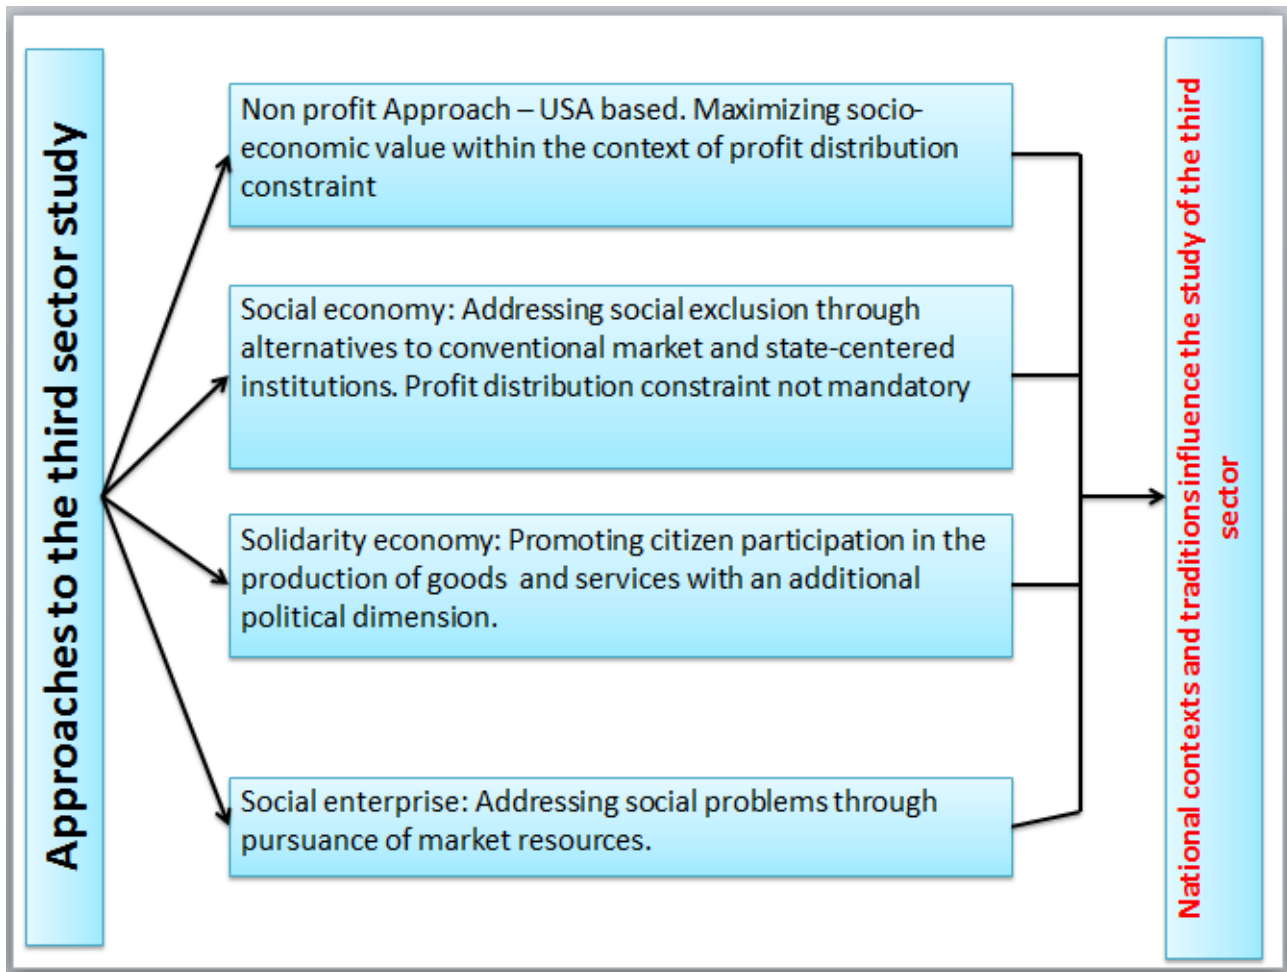 Approaches to the third sector study
Non profit Approach – USA based. Maximizing socio-
economic value within the context of profit distribution
constraint
Social economy: Addressing social exclusion through
alternatives to conventional market and state-centered
institutions. Profit distribution constraint not mandatory
Solidarity economy: Promoting citizen participation in the
production of goods  and services with an additional
political dimension.
Social enterprise: Addressing social problems through
pursuance of market resources.
National contexts and traditions influence the study of the third
sector